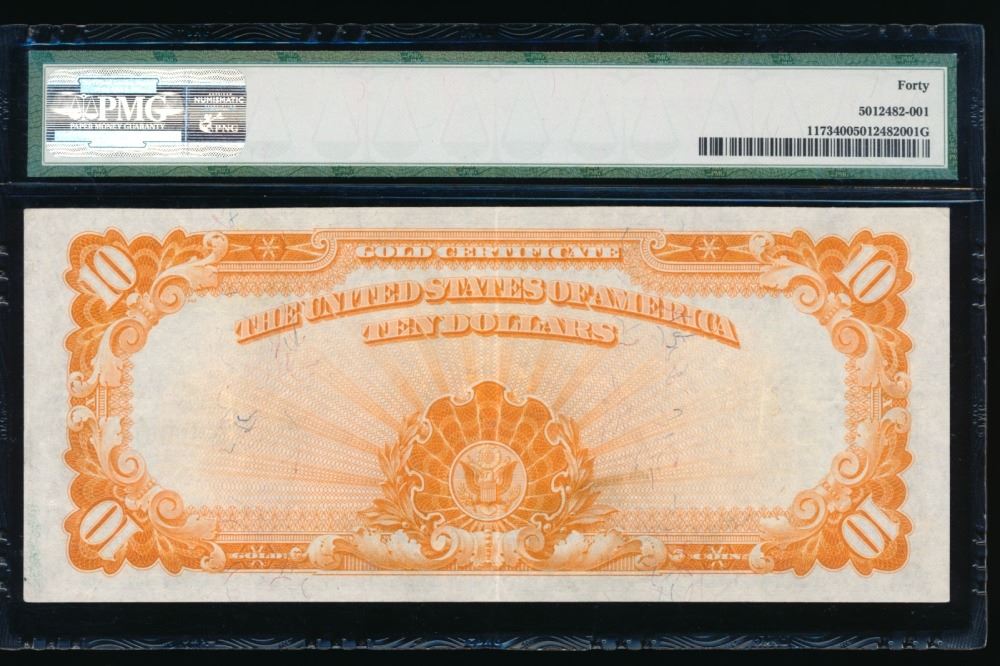 PMG
PAPER MONEY GUARANTY
NUMISMATIC
PNG
Forty
5012482-001
11734005012482001G
10
GOLD CERTIFICATE
10
THE UNITED STATES OF AMERICA
TEN DOLLARS
10
GOLD
COIN
10